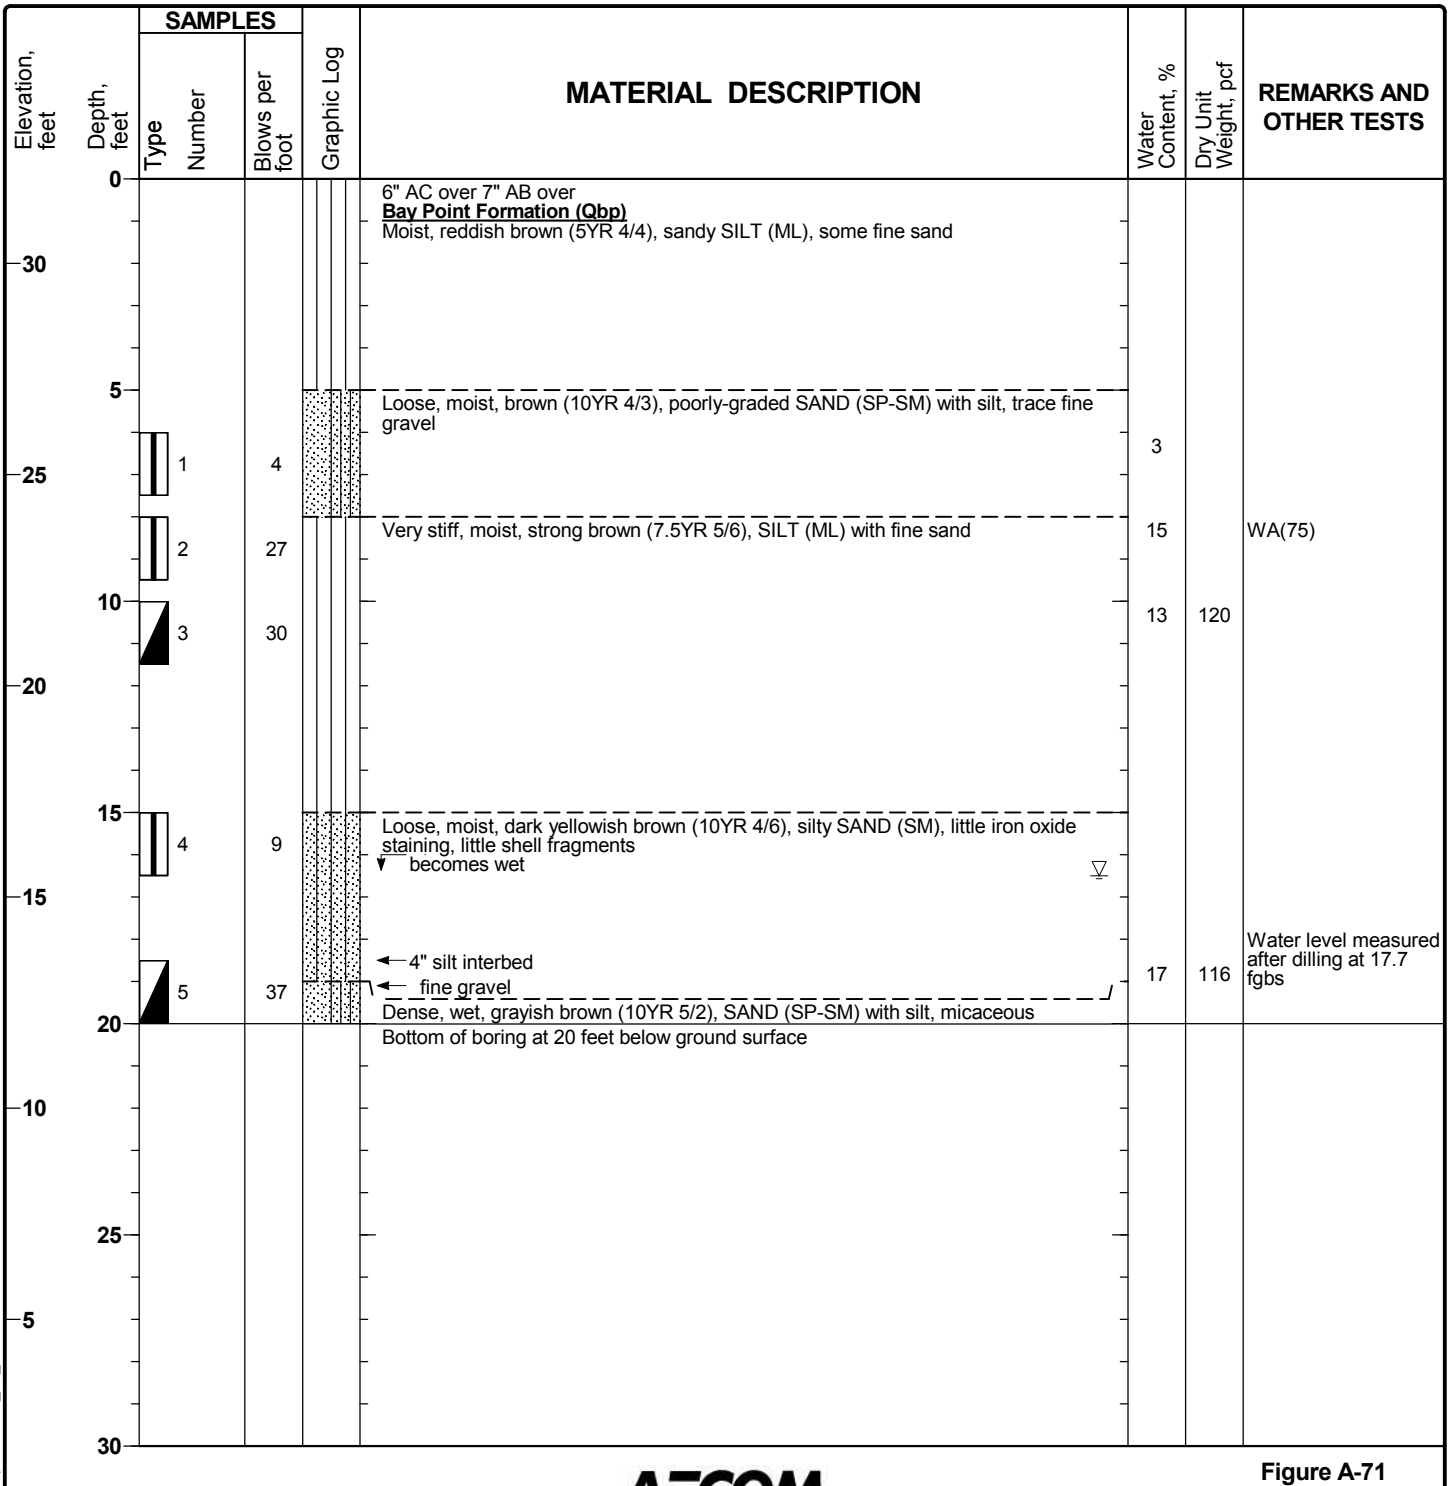 SAMPLES
Elevation,
feet
Depth,
feet
Type
Number
Blows per
foot
Graphic Log
MATERIAL DESCRIPTION
Water
Content, %
Dry Unit
Weight, pcf
REMARKS AND
OTHER TESTS
0
6" AC over 7" AB over
Bay Point Formation (Qbp)
Moist, reddish brown (5YR 4/4), sandy SILT (ML), some fine sand
30
5
Loose, moist, brown (10YR 4/3), poorly-graded SAND (SP-SM) with silt, trace fine
gravel
3
1 4
25
Very stiff, moist, strong brown (7.5YR 5/6), SILT (ML) with fine sand
15 WA(75)
2 27
10
13 120
3 30
20
15
Loose, moist, dark yellowish brown (10YR 4/6), silty SAND (SM), little iron oxide
staining, little shell fragments
4 9
becomes wet
15
Water level measured
after dilling at 17.7
fgbs
4" silt interbed
17 116
fine gravel
5 37
Dense, wet, grayish brown (10YR 5/2), SAND (SP-SM) with silt, micaceous
20
Bottom of boring at 20 feet below ground surface
10
25
5
30
Figure A-71
AECOM